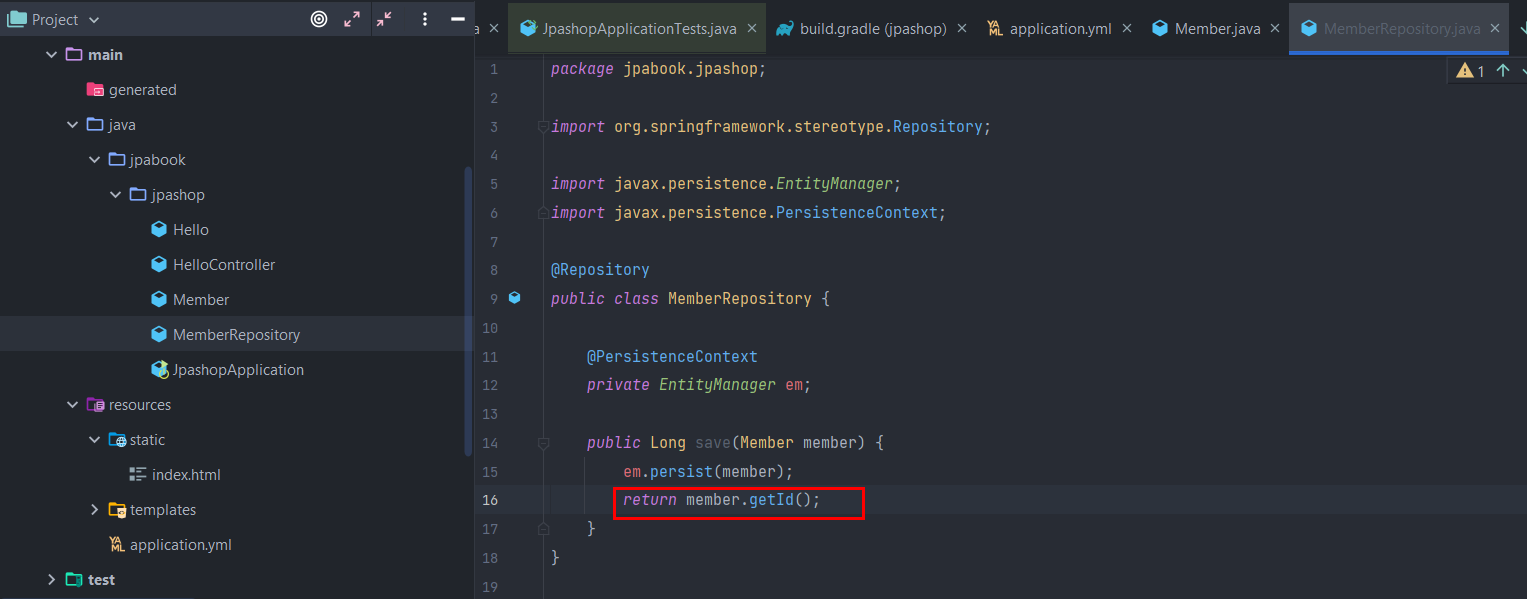 Project
a
JpashopApplicationTests.java
build.gradle (jpashop)
application.yml
Member.java
MemberRepository.java
main
generated
java
jpabook
jpashop
Hello
HelloController
Member
MemberRepository
JpashopApplication
resources
static
index.html
templates
application.yml
test
1
1 package jpabook.jpashop;
2
3 import org.springframework.stereotype.Repository;
4
5 import javax.persistence.EntityManager;
6 import javax.persistence.PersistenceContext;
7
8 @Repository
9 public class MemberRepository {
10
11 @PersistenceContext
12 private EntityManager em;
13
14 public Long save(Member member) {
15 em.persist(member);
16 return member.getId();
17 }
18 }
19